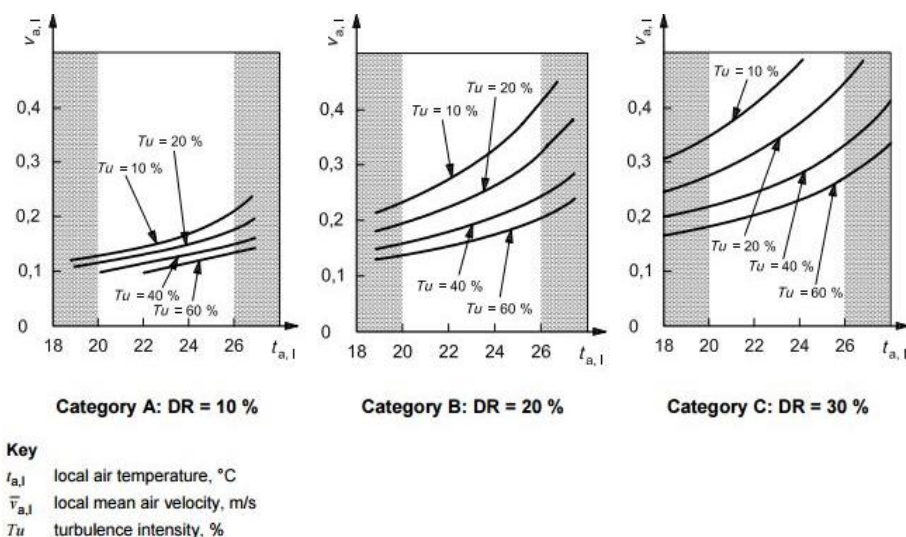 va, l
0,4
0,3
0,2
0,1
0
Tu = 20 %
Tu = 10 %
Tu = 40 %
Tu = 60 %
18 20 22 24 26 ta, l
Category A: DR = 10 %
va, l
0,4
0,3
0,2
0,1
0
Tu = 20 %
Tu = 10 %
Tu = 40 %
Tu = 60 %
18 20 22 24 26 ta, l
Category B: DR = 20 %
va, l
0,4
0,3
0,2
0,1
0
Tu = 10 %
Tu = 20 %
Tu = 40 %
Tu = 60 %
18 20 22 24 26 ta, l
Category C: DR = 30 %
Key
ta,l local air temperature, °C
v̅a,l local mean air velocity, m/s
Tu turbulence intensity, %